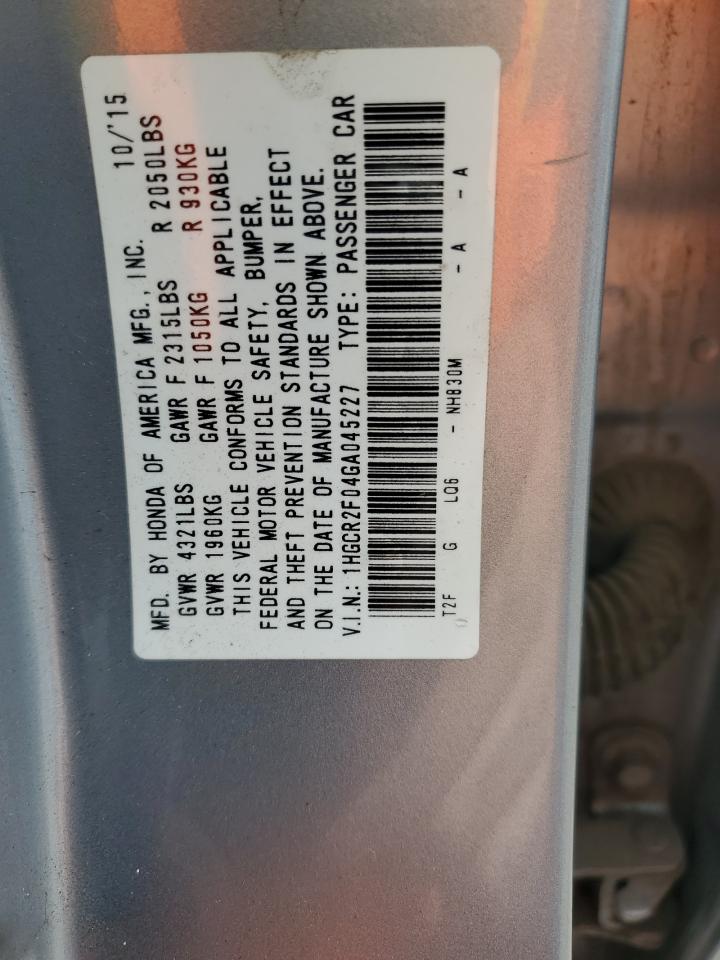 MFD. BY HONDA OF AMERICA MFG., INC. 10/'15
GVWR 4321LBS GAWR F 2315LBS R 2050LBS
GVWR 1960KG GAWR F 1050KG R 930KG
THIS VEHICLE CONFORMS TO ALL APPLICABLE
FEDERAL MOTOR VEHICLE SAFETY, BUMPER,
AND THEFT PREVENTION STANDARDS IN EFFECT
ON THE DATE OF MANUFACTURE SHOWN ABOVE.
V.I.N.: 1HGCR2F04GA045227 TYPE: PASSENGER CAR
T2F G LQ6 - NH830M - A - A